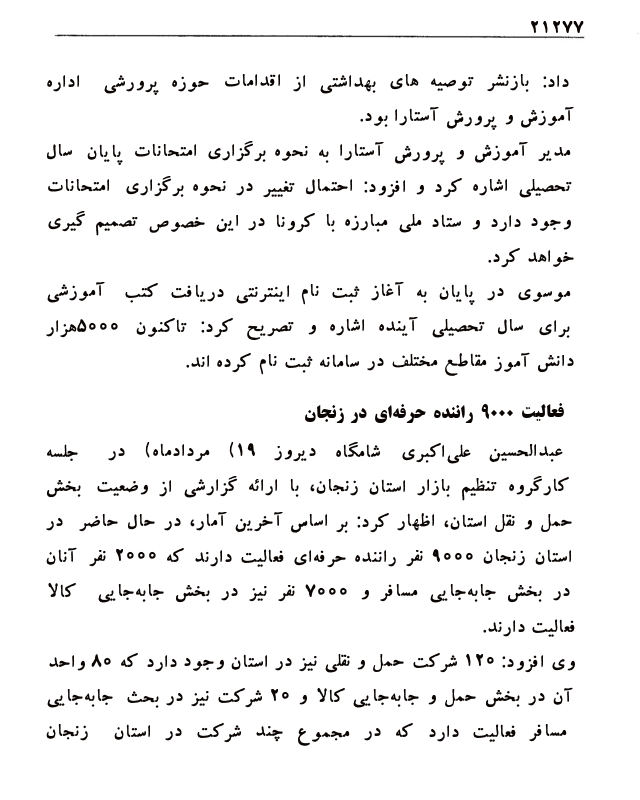 ۲۱۲۷۷
داد: بازنشر توصیه های بهداشتی از اقدامات حوزه پرورشی اداره
آموزش و پرورش آستارا بود.
مدیر آموزش و پرورش آستارا به نحوه برگزاری امتحانات پایان سال
تحصیلی اشاره کرد و افزود: احتمال تغییر در نحوه برگزاری امتحانات
وجود دارد و ستاد ملی مبارزه با کرونا در این خصوص تصمیم گیری
خواهد کرد.
موسوی در پایان به آغاز ثبت نام اینترنتی دریافت کتب آموزشی
برای سال تحصیلی آینده اشاره و تصریح کرد: تاکنون ۵۰۰۰هزار
دانش آموز مقاطع مختلف در سامانه ثبت نام کرده اند.
فعالیت ۹۰۰۰ راننده حرفه‌ای در زنجان
عبدالحسین علی‌اکبری شامگاه دیروز ۱۹) مردادماه) در جلسه
کارگروه تنظیم بازار استان زنجان، با ارائه گزارشی از وضعیت بخش
حمل و نقل استان، اظهار کرد: بر اساس آخرین آمار، در حال حاضر در
استان زنجان ۹۰۰۰ نفر راننده حرفه‌ای فعالیت دارند که ۲۰۰۰ نفر آنان
در بخش جابه‌جایی مسافر و ۷۰۰۰ نفر نیز در بخش جابه‌جایی کالا
فعالیت دارند.
وی افزود: ۱۲۰ شرکت حمل و نقلی نیز در استان وجود دارد که ۸۰ واحد
آن در بخش حمل و جابه‌جایی کالا و ۲۰ شرکت نیز در بحث جابه‌جایی
مسافر فعالیت دارد که در مجموع چند شرکت در استان زنجان